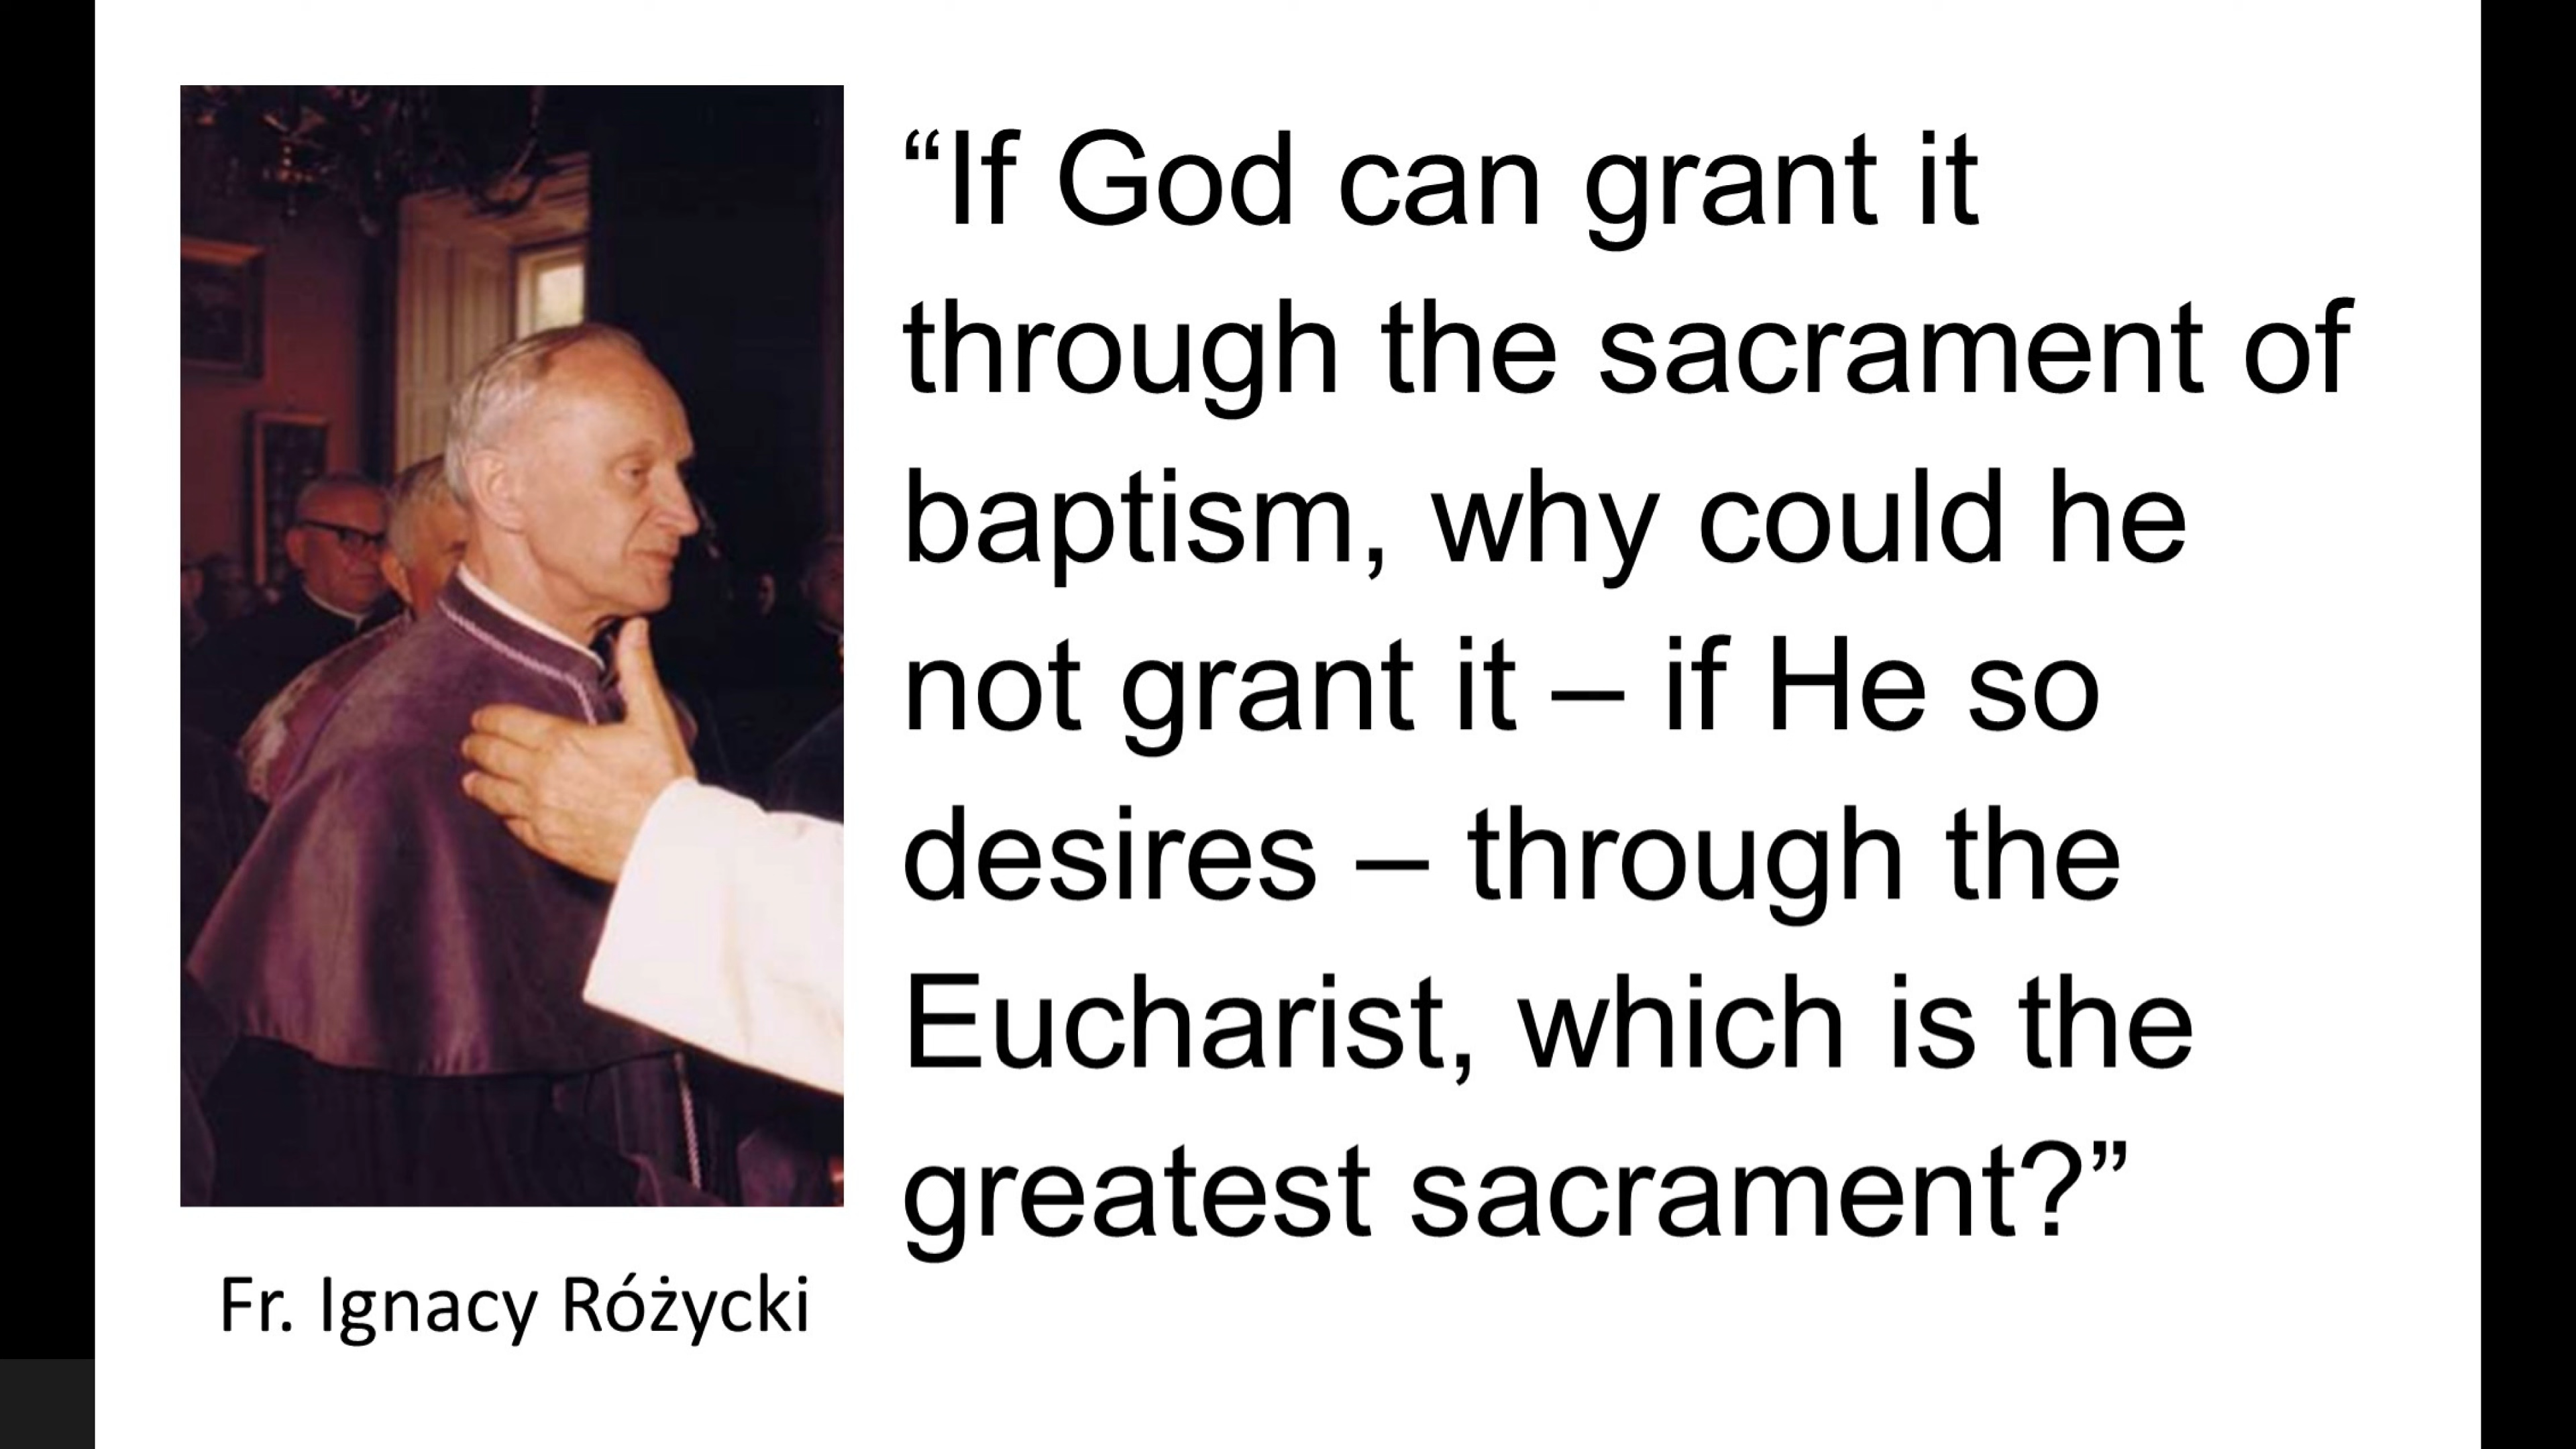 “If God can grant it
through the sacrament of
baptism, why could he
not grant it – if He so
desires – through the
Eucharist, which is the
greatest sacrament?”
Fr. Ignacy Różycki